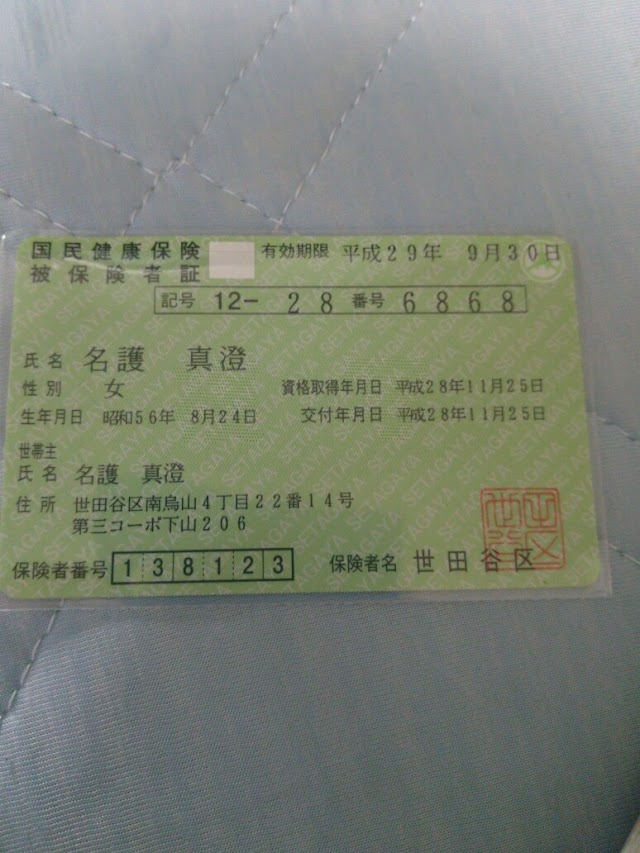 国民健康保険 有効期限 平成29年 9月30日
被保険者証
記号 12- 28 番号 6868
氏名 名護 真澄
性別 女 資格取得年月日 平成28年11月25日
生年月日 昭和56年 8月24日 交付年月日 平成28年11月25日
世帯主
氏名 名護 真澄
住所 世田谷区南烏山4丁目22番14号
第三コーポ下山206
保険者番号 138123 保険者名 世田谷区